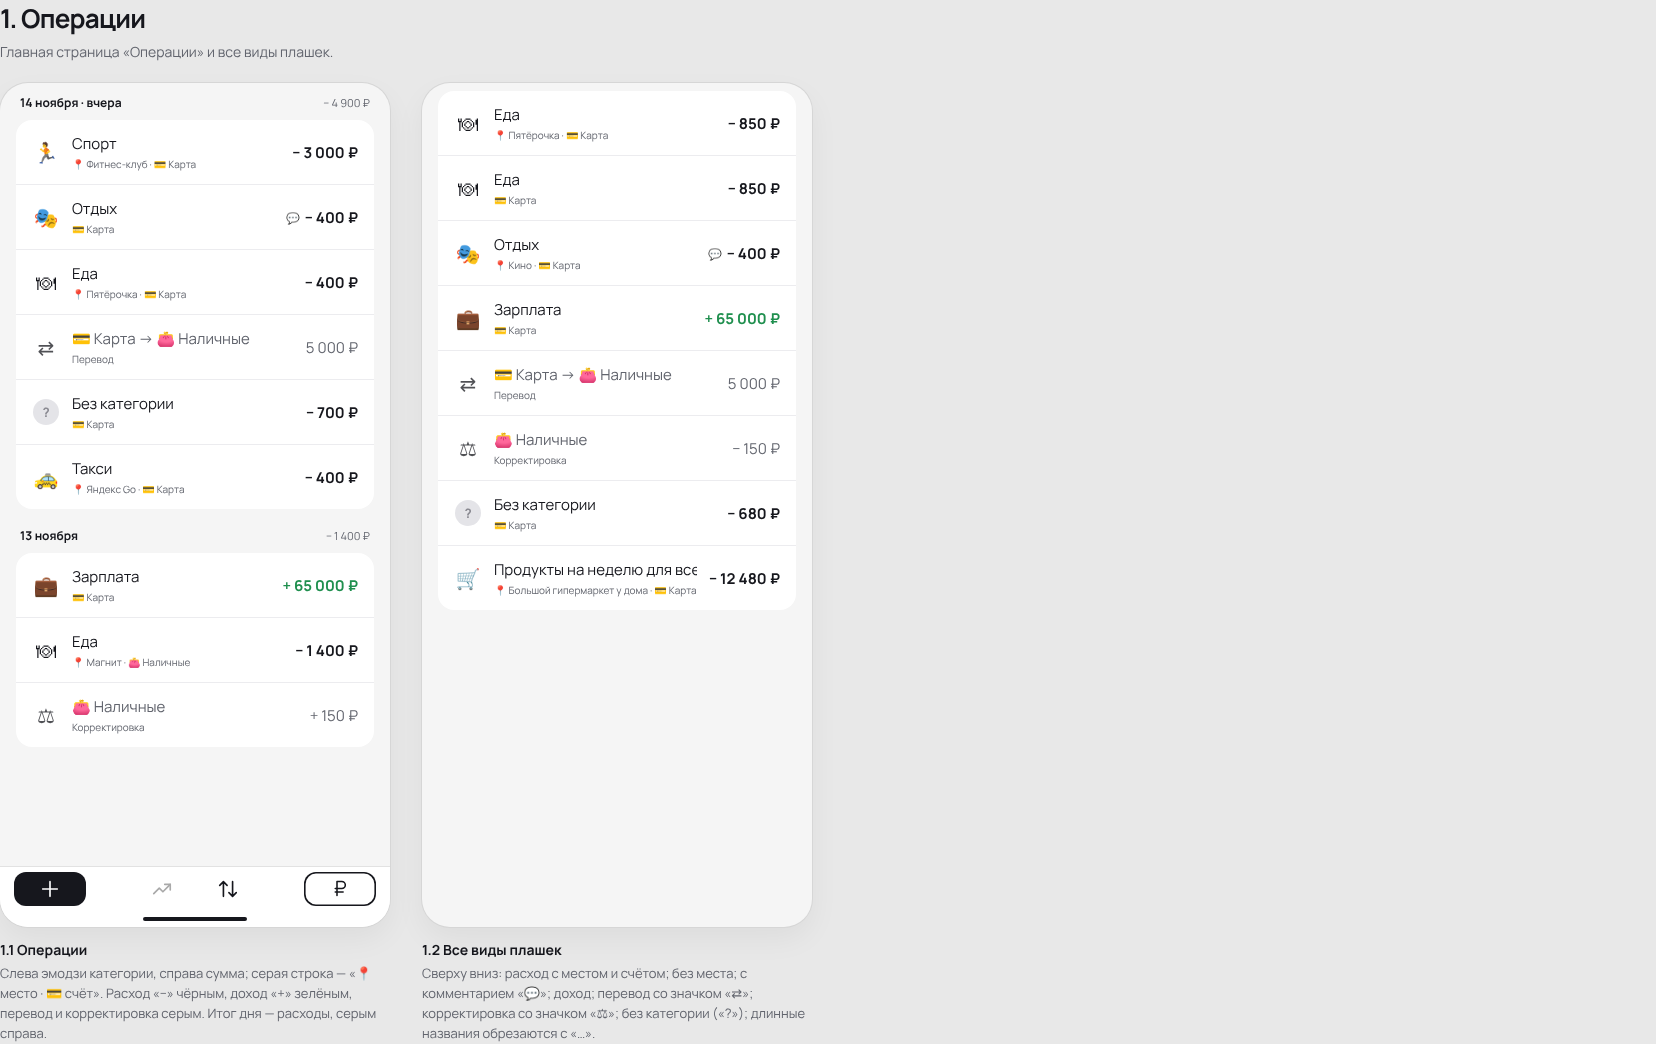 1. Операции
Главная страница «Операции» и все виды плашек.
14 ноября · вчера
− 4 900 ₽
Спорт
📍 Фитнес-клуб · 💳 Карта
− 3 000 ₽
Отдых
💳 Карта
💬 − 400 ₽
Еда
📍 Пятёрочка · 💳 Карта
− 400 ₽
⇄ 💳 Карта → 👛 Наличные
Перевод
5 000 ₽
? Без категории
💳 Карта
− 700 ₽
Такси
📍 Яндекс Go · 💳 Карта
− 400 ₽
13 ноября
− 1 400 ₽
Зарплата
💳 Карта
+ 65 000 ₽
Еда
📍 Магнит · 👛 Наличные
− 1 400 ₽
⚖ 👛 Наличные
Корректировка
+ 150 ₽
+
₽
1.1 Операции
Слева эмодзи категории, справа сумма; серая строка — «📍
место · 💳 счёт». Расход «−» чёрным, доход «+» зелёным,
перевод и корректировка серым. Итог дня — расходы, серым
справа.
Еда
📍 Пятёрочка · 💳 Карта
− 850 ₽
Еда
💳 Карта
− 850 ₽
Отдых
📍 Кино · 💳 Карта
💬 − 400 ₽
Зарплата
💳 Карта
+ 65 000 ₽
⇄ 💳 Карта → 👛 Наличные
Перевод
5 000 ₽
⚖ 👛 Наличные
Корректировка
− 150 ₽
? Без категории
💳 Карта
− 680 ₽
Продукты на неделю для все
📍 Большой гипермаркет у дома · 💳 Карта
− 12 480 ₽
1.2 Все виды плашек
Сверху вниз: расход с местом и счётом; без места; с
комментарием «💬»; доход; перевод со значком «⇄»;
корректировка со значком «⚖»; без категории («?»); длинные
названия обрезаются с «…».